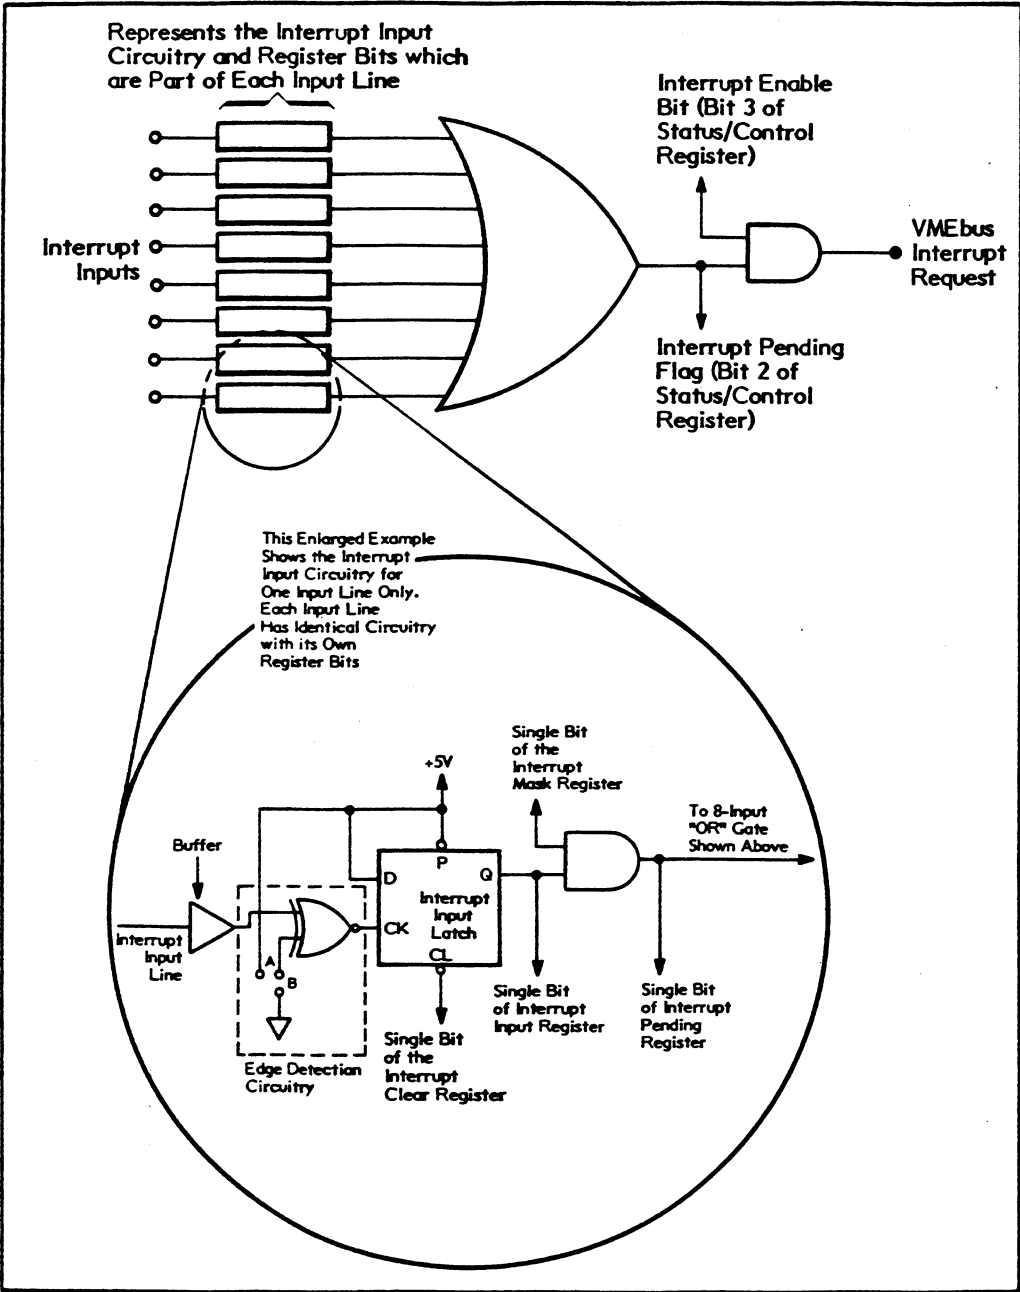 Represents the Interrupt Input
Circuitry and Register Bits which
are Part of Each Input Line
Interrupt Enable
Bit (Bit 3 of
Status/Control
Register)
Interrupt
Inputs
VMEbus
Interrupt
Request
Interrupt Pending
Flag (Bit 2 of
Status/Control
Register)
This Enlarged Example
Shows the Interrupt
Input Circuitry for
One Input Line Only.
Each Input Line
Has Identical Circuitry
with its Own
Register Bits
Single Bit
of the
Interrupt
Mask Register
+5V
To 8-Input
"OR" Gate
Shown Above
Buffer
P
D
Q
Interrupt
Input
Latch
CK
CL
Interrupt
Input
Line
A
B
Single Bit
of Interrupt
Input Register
Single Bit
of Interrupt
Pending
Register
Single Bit
of the
Interrupt
Clear Register
Edge Detection
Circuitry